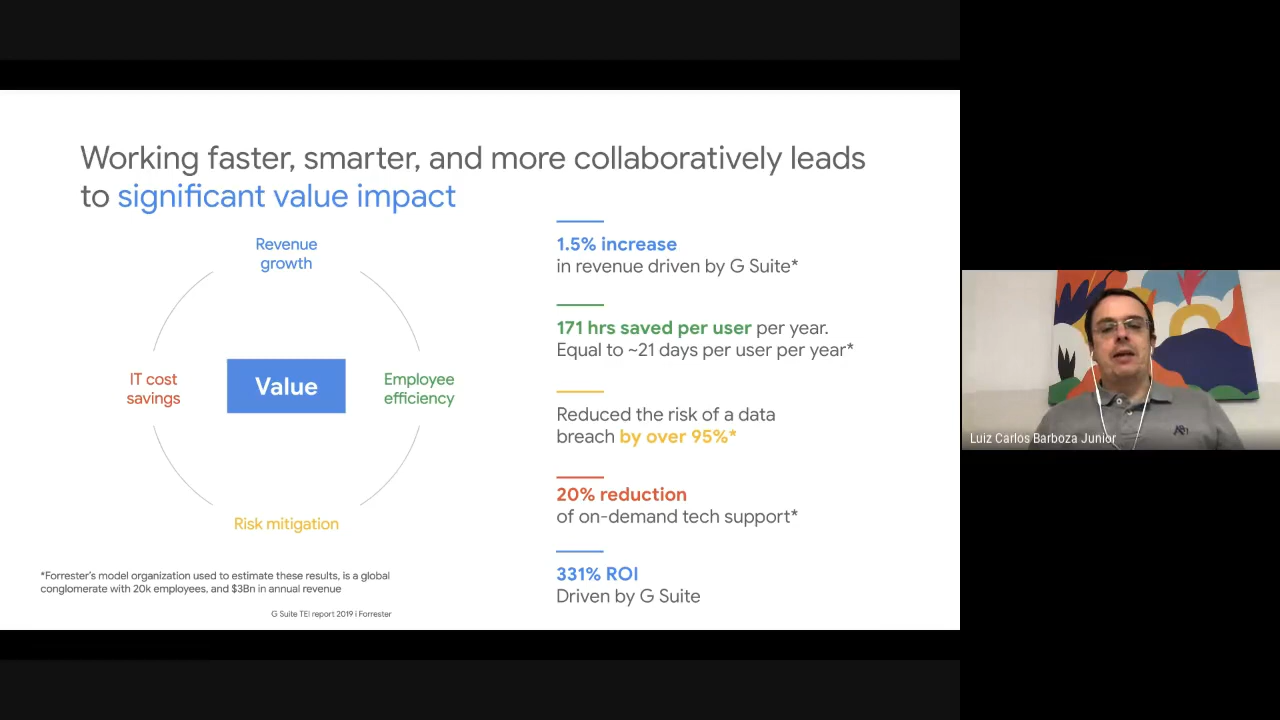 Working faster, smarter, and more collaboratively leads
to significant value impact
Revenue
growth
IT cost
savings
Value
Employee
efficiency
Risk mitigation
*Forrester's model organization used to estimate these results, is a global
conglomerate with 20k employees, and $3Bn in annual revenue
G Suite TEI report 2019 i Forrester
1.5% increase
in revenue driven by G Suite*
171 hrs saved per user per year.
Equal to ~21 days per user per year*
Reduced the risk of a data
breach by over 95%*
20% reduction
of on-demand tech support*
331% ROI
Driven by G Suite
Luiz Carlos Barboza Junior